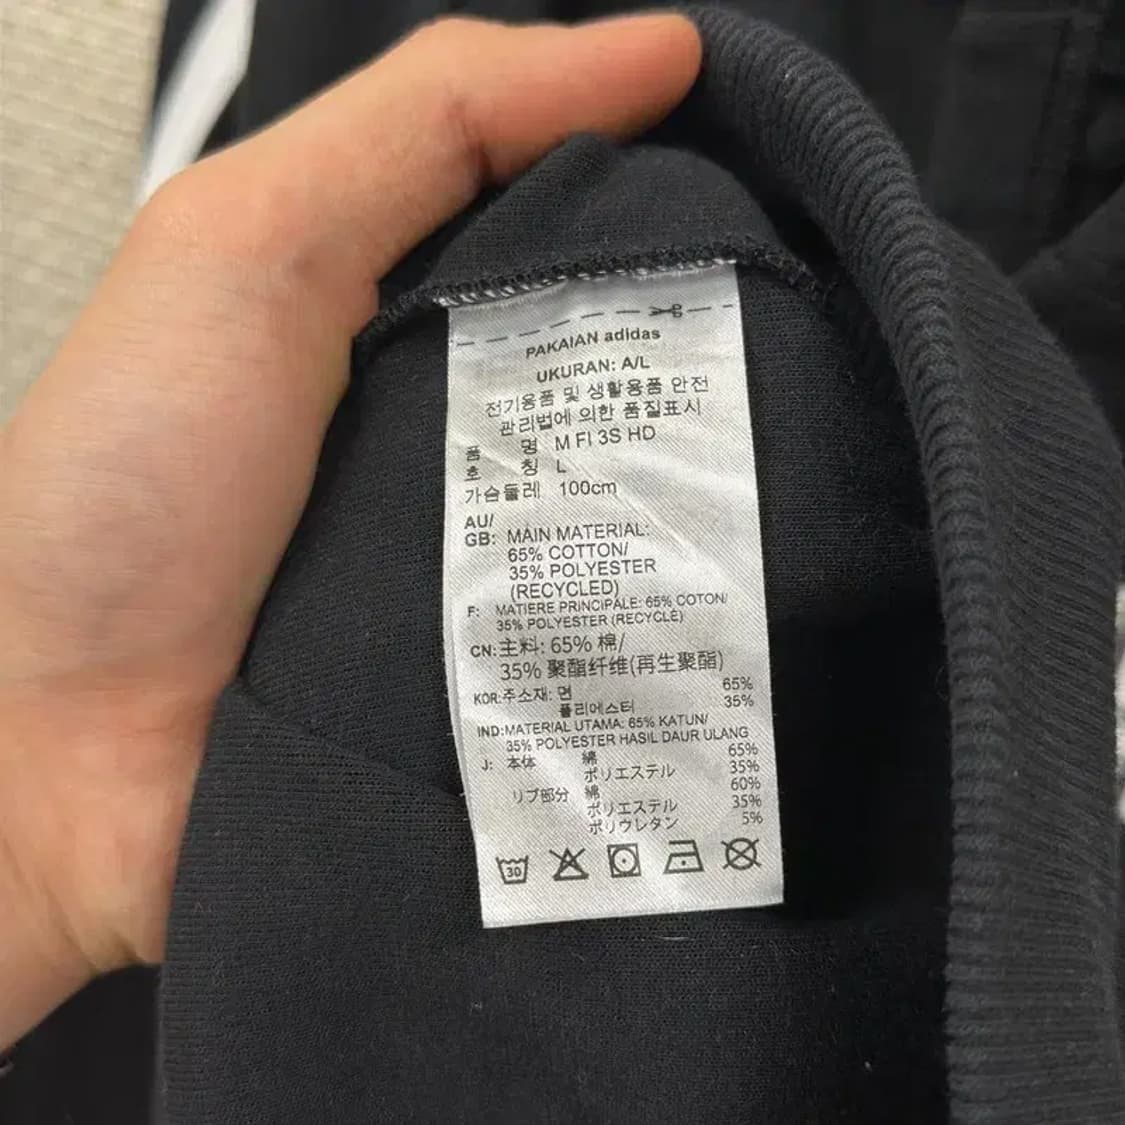 PAKAIAN adidas
UKURAN: A/L
전기용품 및 생활용품 안전
관리법에 의한 품질표시
품 명 M FI 3S HD
호 칭 L
가슴둘레 100cm
AU/
GB: MAIN MATERIAL:
65% COTTON/
35% POLYESTER
(RECYCLED)
F: MATIERE PRINCIPALE: 65% COTON/
35% POLYESTER (RECYCLÉ)
CN: 主料: 65% 棉/
35% 聚酯纤维(再生聚酯)
KOR: 주소재: 면 65%
폴리에스터 35%
IND: MATERIAL UTAMA: 65% KATUN/
35% POLYESTER HASIL DAUR ULANG
J: 本体 綿 65%
ポリエステル 35%
リブ部分 綿 60%
ポリエステル 35%
ポリウレタン 5%
30